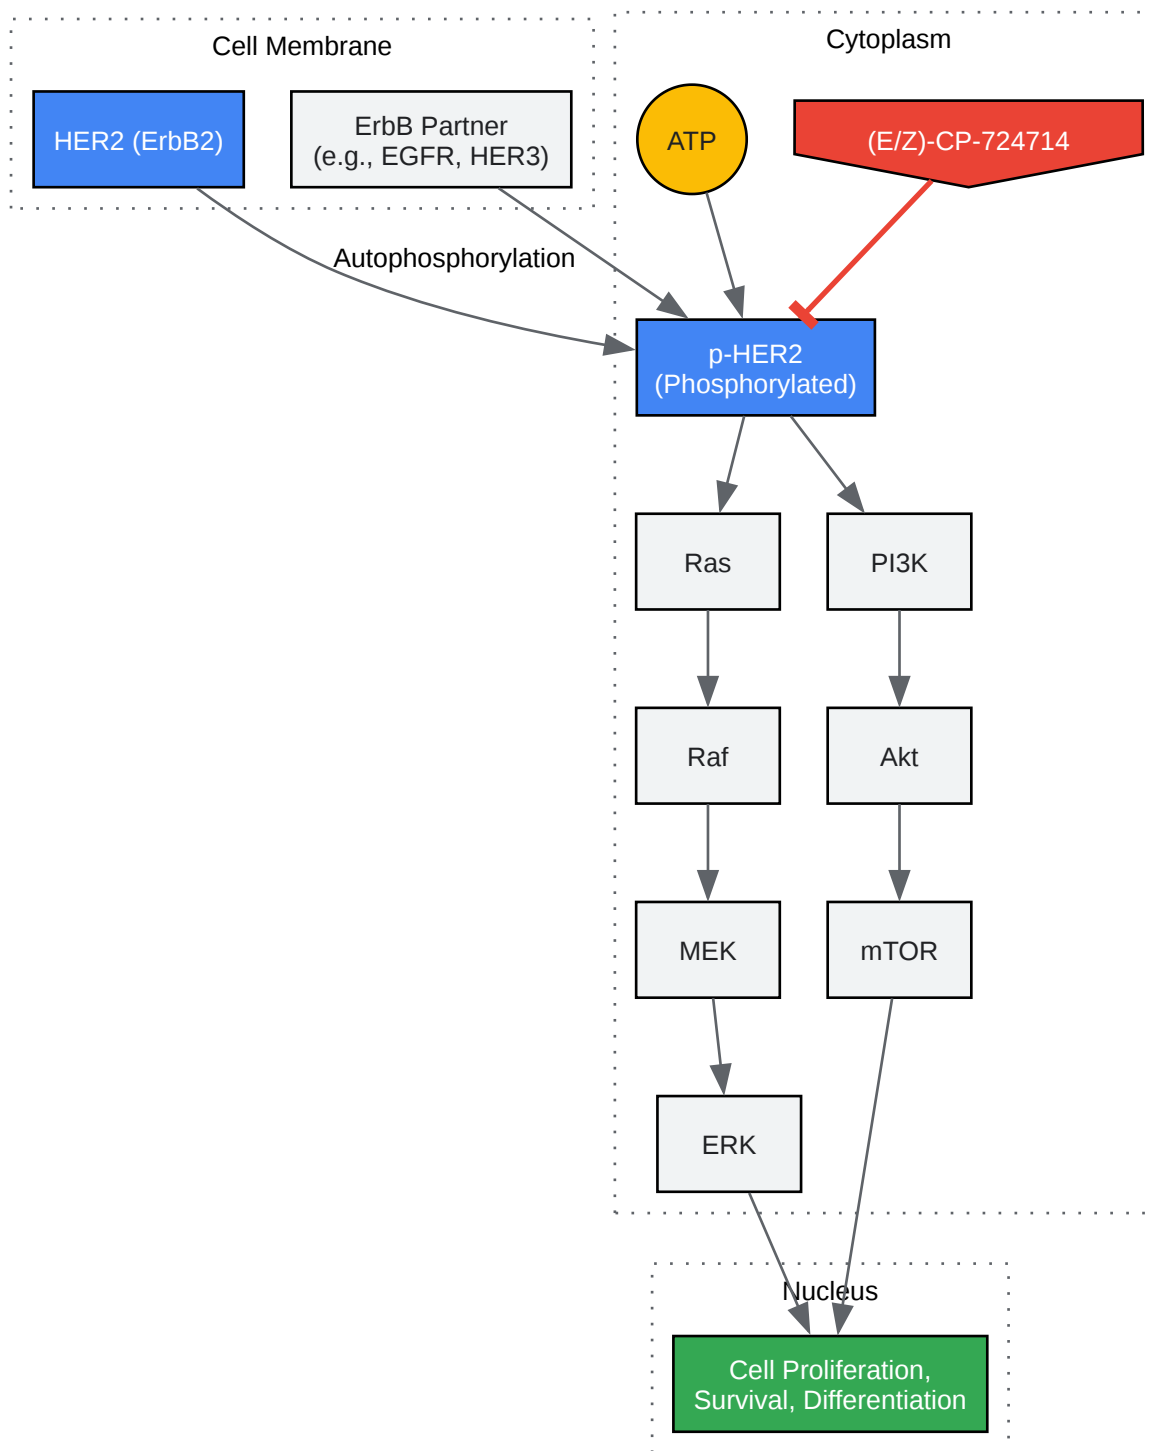 Cell Membrane
Cytoplasm
HER2 (ErbB2)
ErbB Partner
(e.g., EGFR, HER3)
ATP
(E/Z)-CP-724714
Autophosphorylation
p-HER2
(Phosphorylated)
Ras
PI3K
Raf
Akt
MEK
mTOR
ERK
Nucleus
Cell Proliferation,
Survival, Differentiation